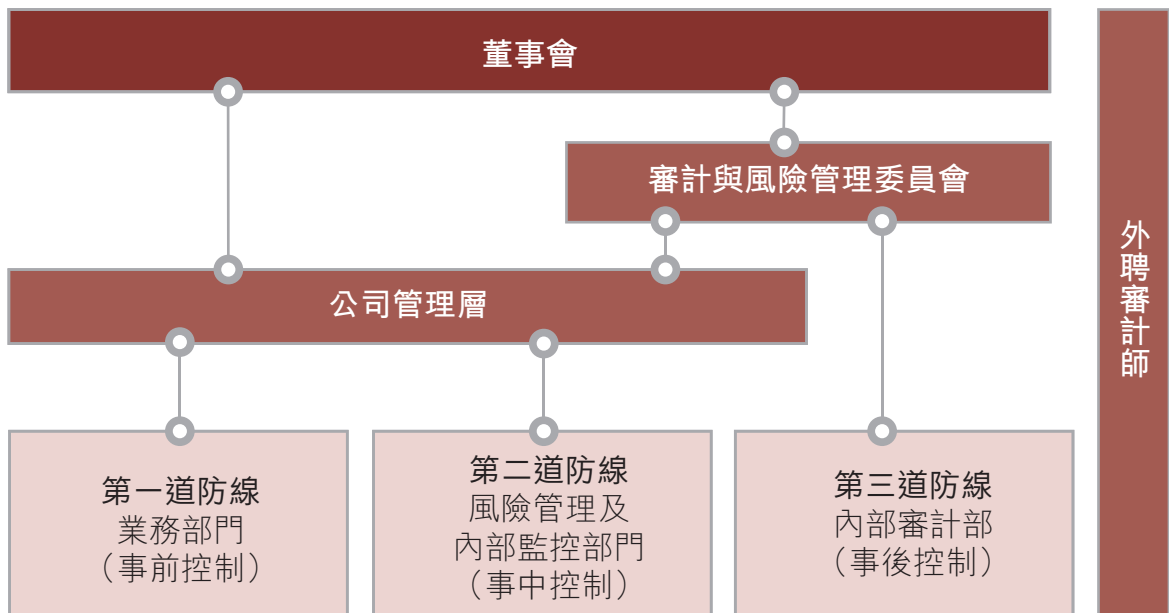 董事會
審計與風險管理委員會
公司管理層
第一道防線
業務部門
（事前控制）
第二道防線
風險管理及
內部監控部門
（事中控制）
第三道防線
內部審計部
（事後控制）
外聘審計師